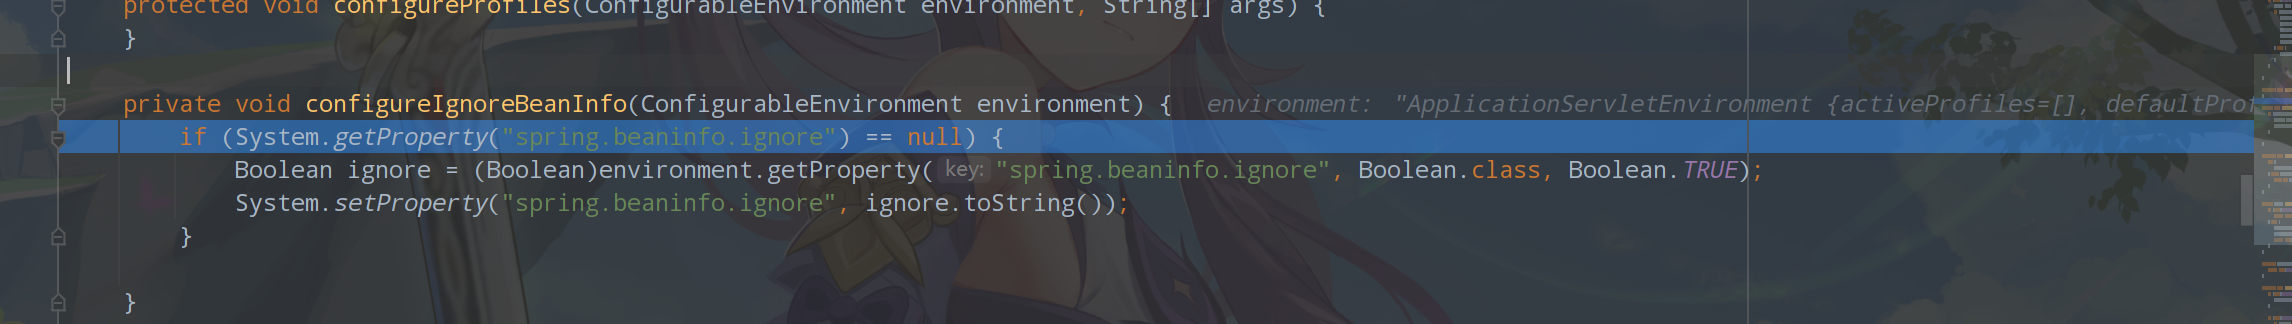 protected void configureProfiles(ConfigurableEnvironment environment, String[] args) {
}
private void configureIgnoreBeanInfo(ConfigurableEnvironment environment) { environment: "ApplicationServletEnvironment {activeProfiles=[], defaultProf
if (System.getProperty("spring.beaninfo.ignore") == null) {
Boolean ignore = (Boolean)environment.getProperty( key: "spring.beaninfo.ignore", Boolean.class, Boolean.TRUE);
System.setProperty("spring.beaninfo.ignore", ignore.toString());
}
}